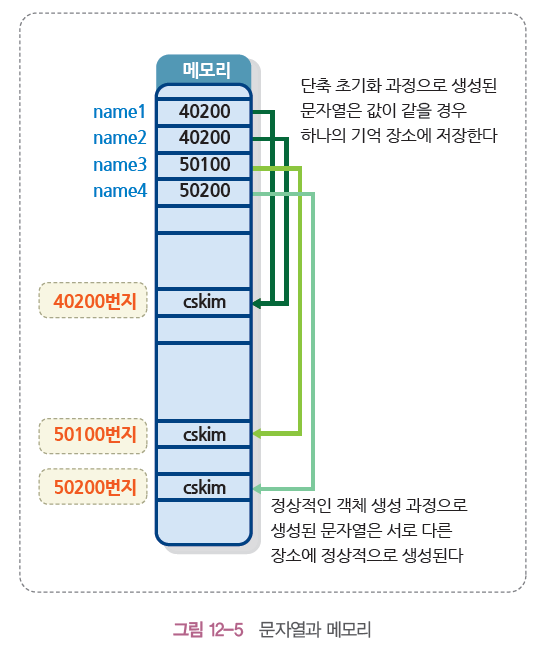 메모리
단축 초기화 과정으로 생성된
문자열은 값이 같을 경우
하나의 기억 장소에 저장한다
name1 40200
name2 40200
name3 50100
name4 50200
40200번지 cskim
50100번지 cskim
50200번지 cskim
정상적인 객체 생성 과정으로
생성된 문자열은 서로 다른
장소에 정상적으로 생성된다
그림 12-5 문자열과 메모리